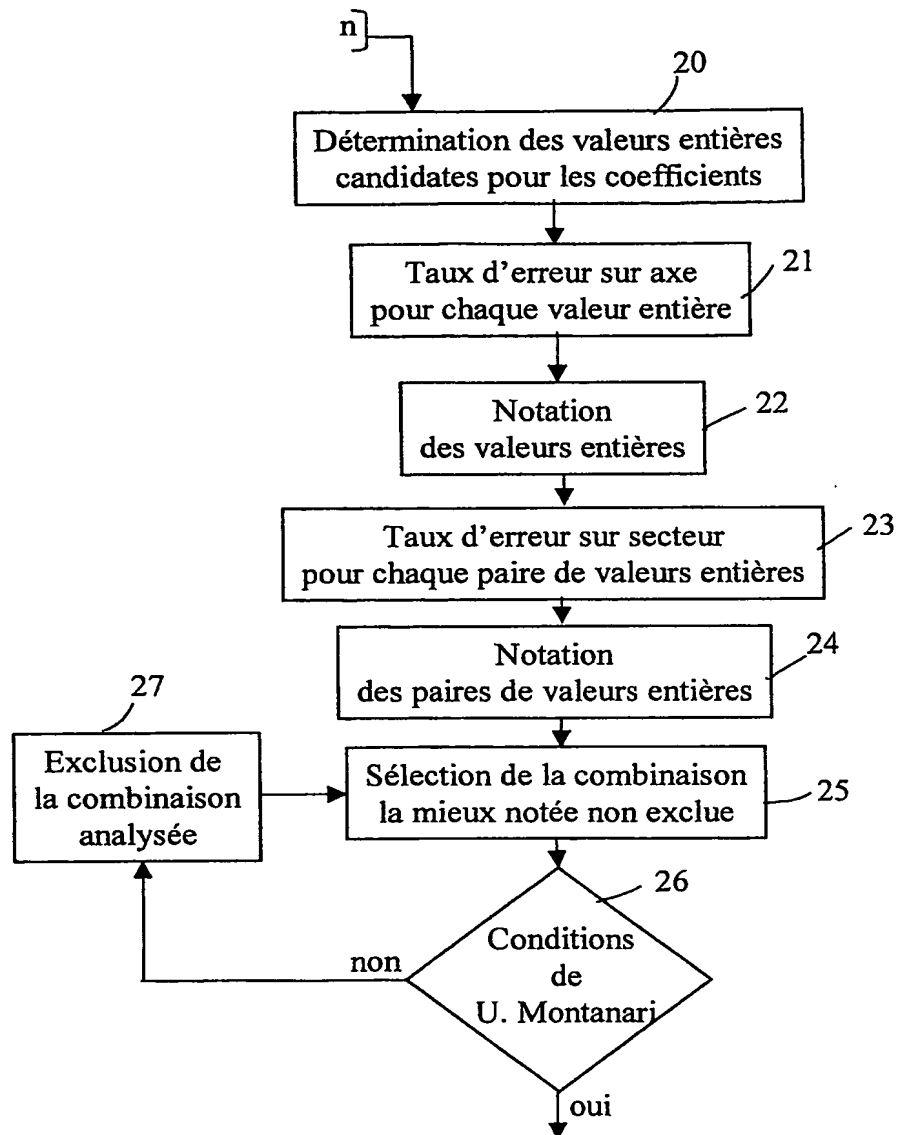 n
20
Détermination des valeurs entières
candidates pour les coefficients
21
Taux d'erreur sur axe
pour chaque valeur entière
22
Notation
des valeurs entières
23
Taux d'erreur sur secteur
pour chaque paire de valeurs entières
24
Notation
des paires de valeurs entières
27
Exclusion de
la combinaison
analysée
Sélection de la combinaison
la mieux notée non exclue
25
26
Conditions
de
U. Montanari
non
oui